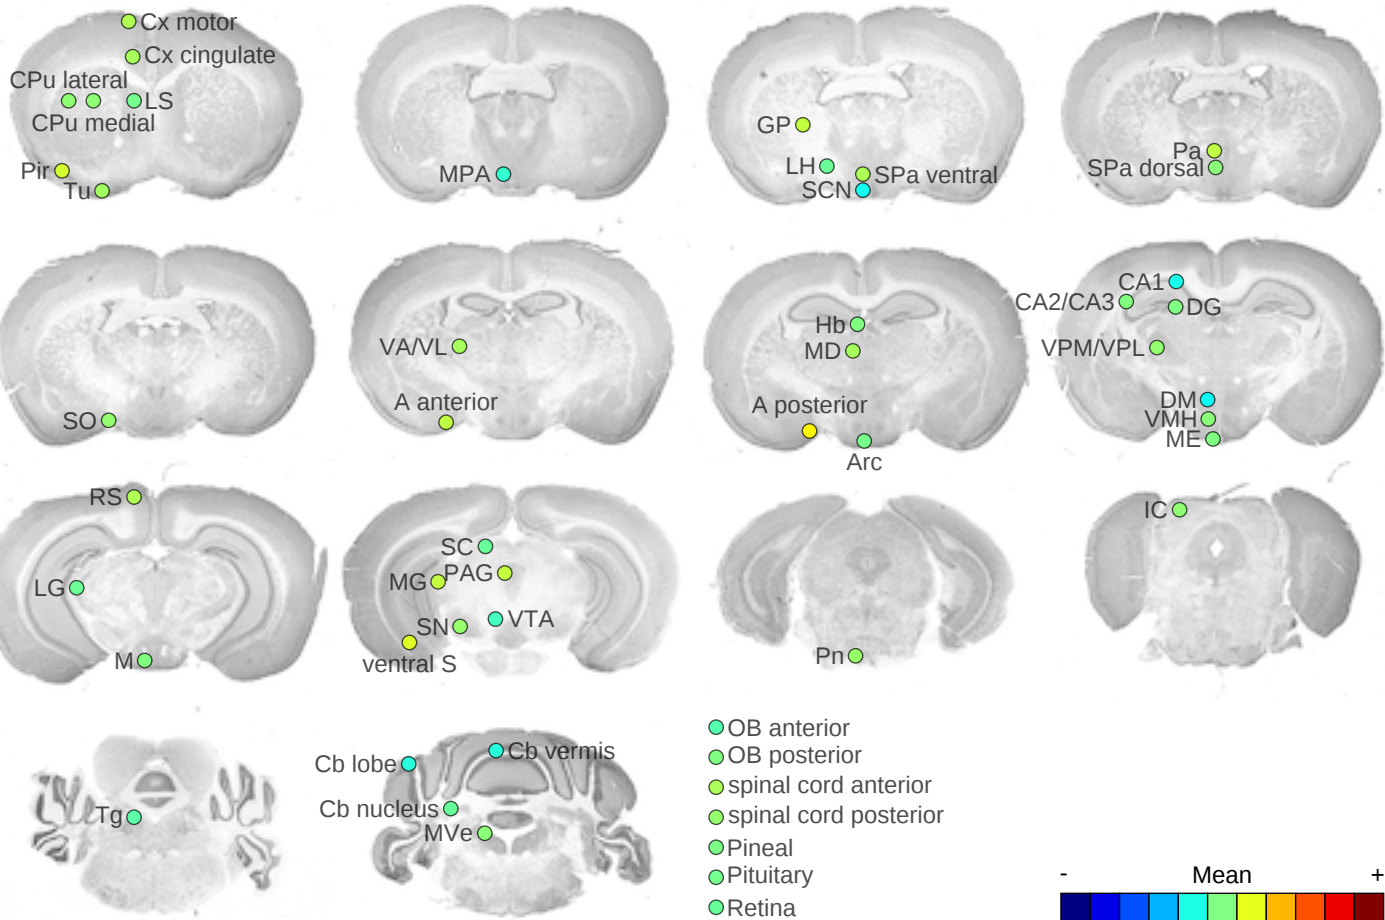 Cx motor
Cx cingulate
CPu lateral
LS
CPu medial
Pir
Tu
MPA
GP
LH
SPa ventral
SCN
Pa
SPa dorsal
SO
VA/VL
A anterior
Hb
MD
A posterior
Arc
CA1
CA2/CA3
DG
VPM/VPL
DM
VMH
ME
RS
LG
M
SC
MG
PAG
SN
VTA
ventral S
Pn
IC
Tg
Cb lobe
Cb vermis
Cb nucleus
MVe
OB anterior
OB posterior
spinal cord anterior
spinal cord posterior
Pineal
Pituitary
Retina
- Mean +